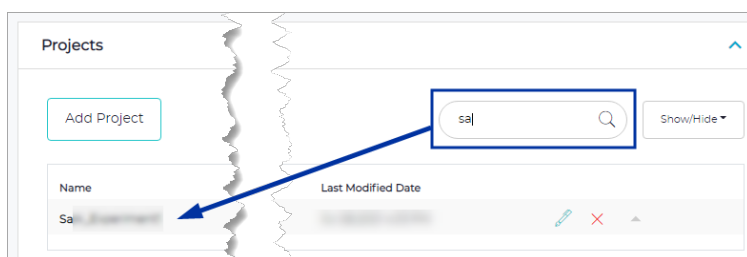 Projects
Add Project
sa
Show/Hide
Name Last Modified Date
Sa